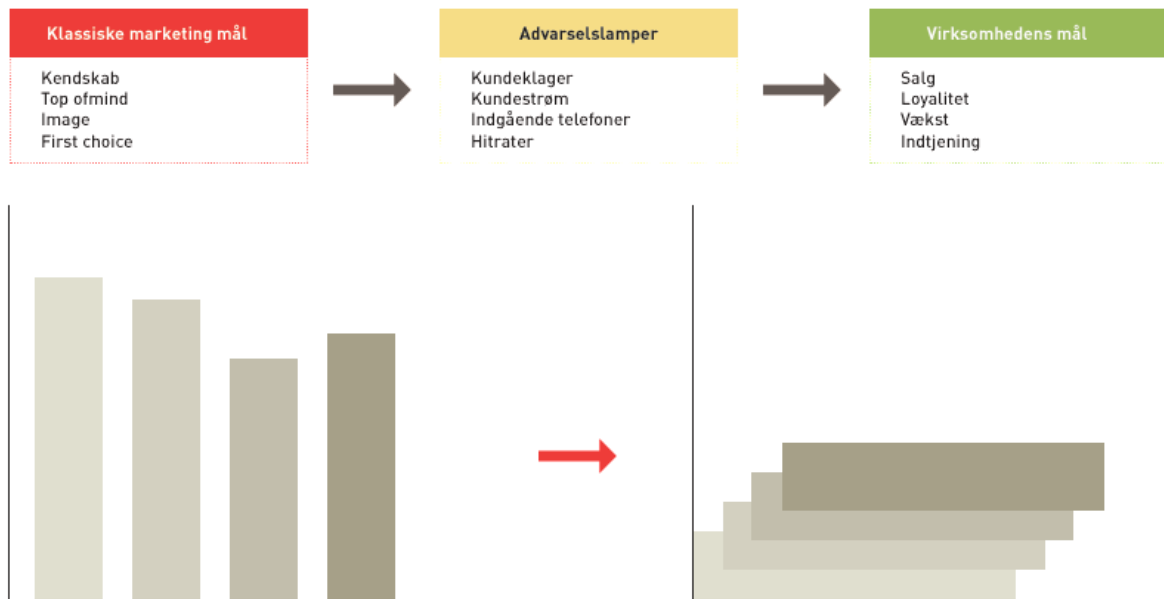 Klassiske marketing mål
Kendskab
Top ofmind
Image
First choice
Advarselslamper
Kundeklager
Kundestrøm
Indgående telefoner
Hitrater
Virksomhedens mål
Salg
Loyalitet
Vækst
Indtjening